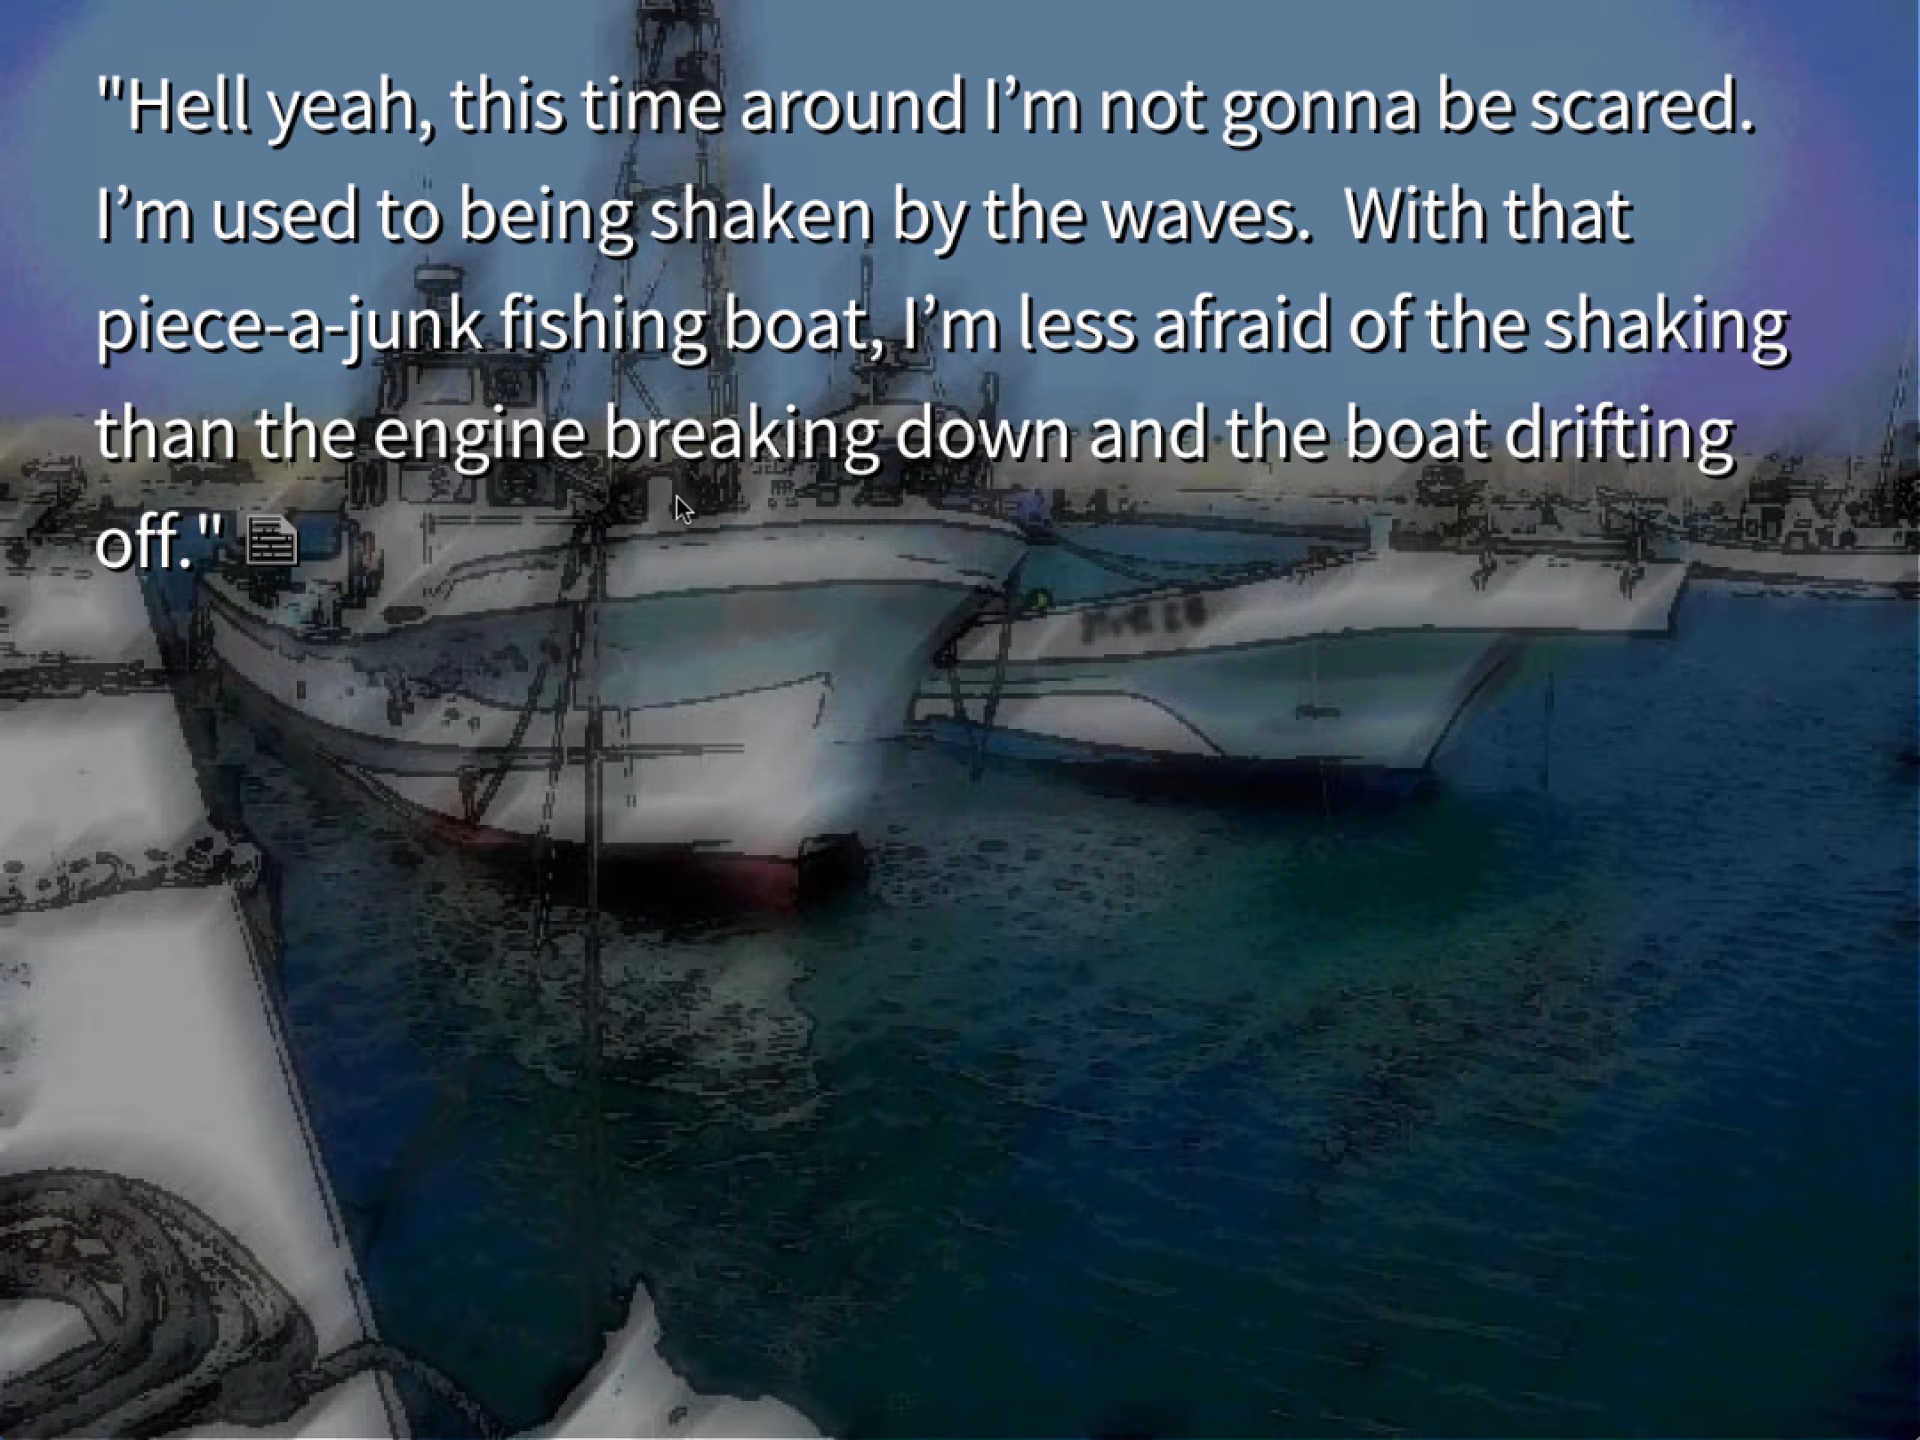 "Hell yeah, this time around I’m not gonna be scared.
I’m used to being shaken by the waves.  With that
piece-a-junk fishing boat, I’m less afraid of the shaking
than the engine breaking down and the boat drifting
off."